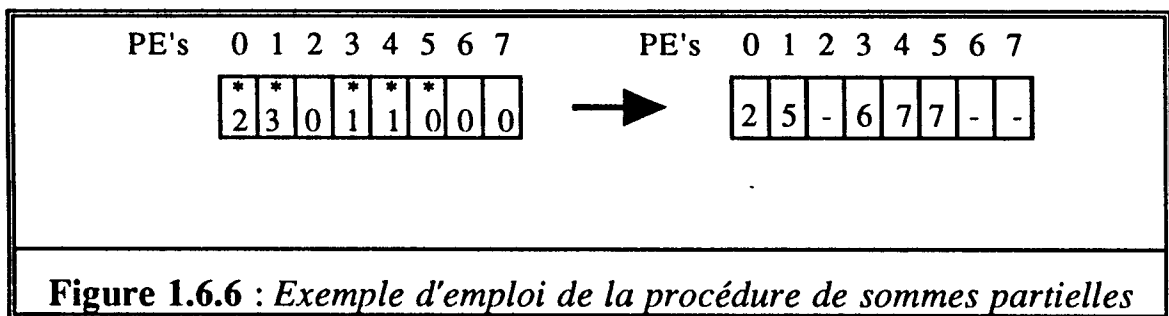 PE's 0 1 2 3 4 5 6 7 PE's 0 1 2 3 4 5 6 7
* * * * *
2 3 0 1 1 0 0 0 2 5 - 6 7 7 - -
Figure 1.6.6 : Exemple d'emploi de la procédure de sommes partielles